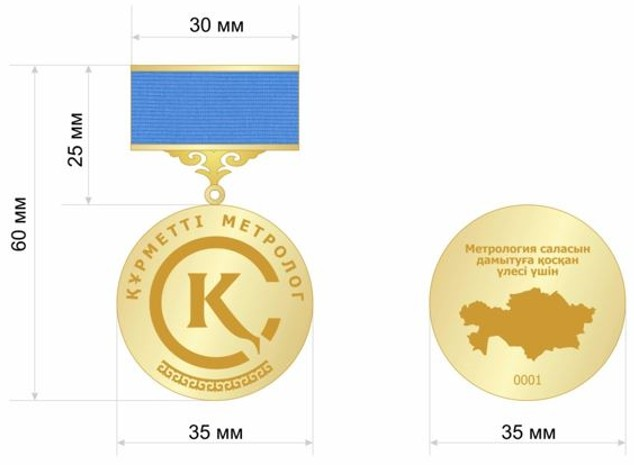 30 мм
25 мм
60 мм
ҚҰРМЕТТІ МЕТРОЛОГ
К
35 мм
Метрология саласын
дамытуға қосқан
үлесі үшін
0001
35 мм